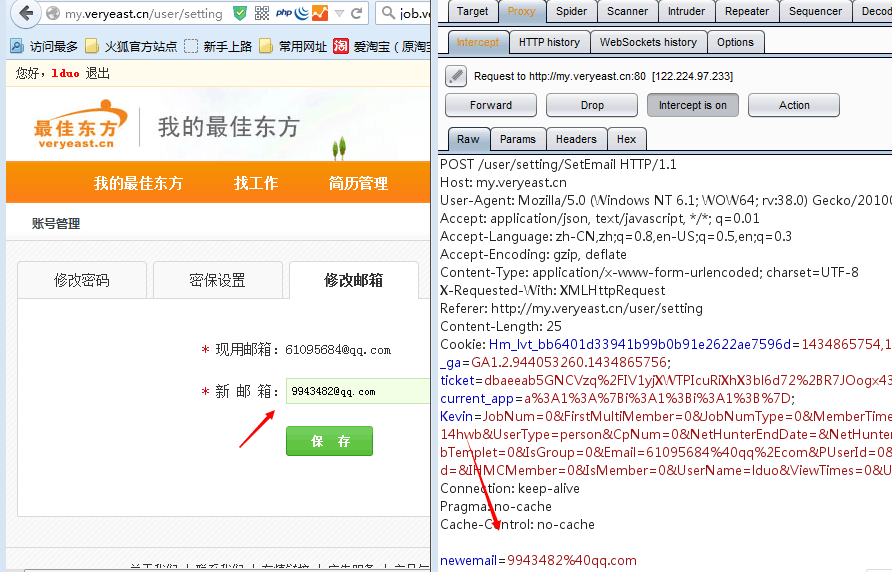 my.veryeast.cn/user/setting
php
job.ve
访问最多 火狐官方站点 新手上路 常用网址 淘 爱淘宝（原淘宝
您好，lduo 退出
最佳东方
veryeast.cn
我的最佳东方
我的最佳东方 找工作 简历管理
账号管理
修改密码 密保设置 修改邮箱
* 现用邮箱：61095684@qq.com
* 新 邮 箱：9943482@qq.com
保 存
Target Proxy Spider Scanner Intruder Repeater Sequencer Decod
Intercept HTTP history WebSockets history Options
Request to http://my.veryeast.cn:80 [122.224.97.233]
Forward Drop Intercept is on Action
Raw Params Headers Hex
POST /user/setting/SetEmail HTTP/1.1
Host: my.veryeast.cn
User-Agent: Mozilla/5.0 (Windows NT 6.1; WOW64; rv:38.0) Gecko/20100
Accept: application/json, text/javascript, */*; q=0.01
Accept-Language: zh-CN,zh;q=0.8,en-US;q=0.5,en;q=0.3
Accept-Encoding: gzip, deflate
Content-Type: application/x-www-form-urlencoded; charset=UTF-8
X-Requested-With: XMLHttpRequest
Referer: http://my.veryeast.cn/user/setting
Content-Length: 25
Cookie: Hm_lvt_bb6401d33941b99b0b91e2622ae7596d=1434865754,1
_ga=GA1.2.944053260.1434865756;
ticket=dbaeeab5GNCVzq%2FIV1yjXWTPIcuRiXhX3bI6d72%2BR7JOogx43
current_app=a%3A1%3A%7Bi%3A1%3Bi%3A1%3B%7D;
Kevin=JobNum=0&FirstMultiMember=0&JobNumType=0&MemberTime
14hwb&UserType=person&CpNum=0&NetHunterEndDate=&NetHunter
bTemplet=0&IsGroup=0&Email=61095684%40qq%2Ecom&PUserId=0&
d=&IHMCMember=0&IsMember=0&UserName=lduo&ViewTimes=0&U
Connection: keep-alive
Pragma: no-cache
Cache-Control: no-cache
newemail=9943482%40qq.com